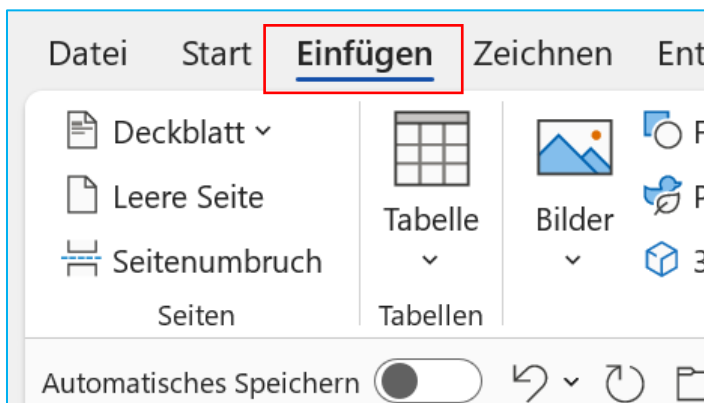 Datei Start Einfügen Zeichnen
Deckblatt
Leere Seite
Seitenumbruch
Seiten
Tabelle
Tabellen
Bilder
Automatisches Speichern